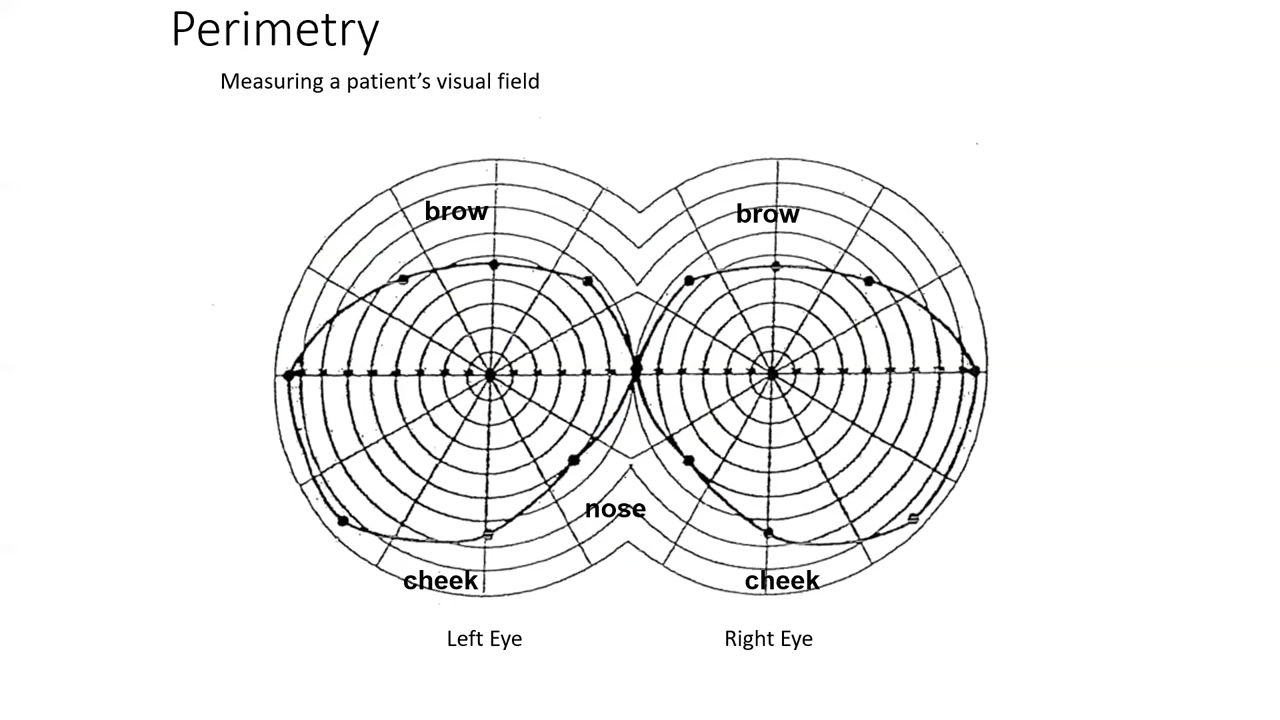 Perimetry
Measuring a patient’s visual field
brow
brow
nose
cheek
cheek
Left Eye
Right Eye